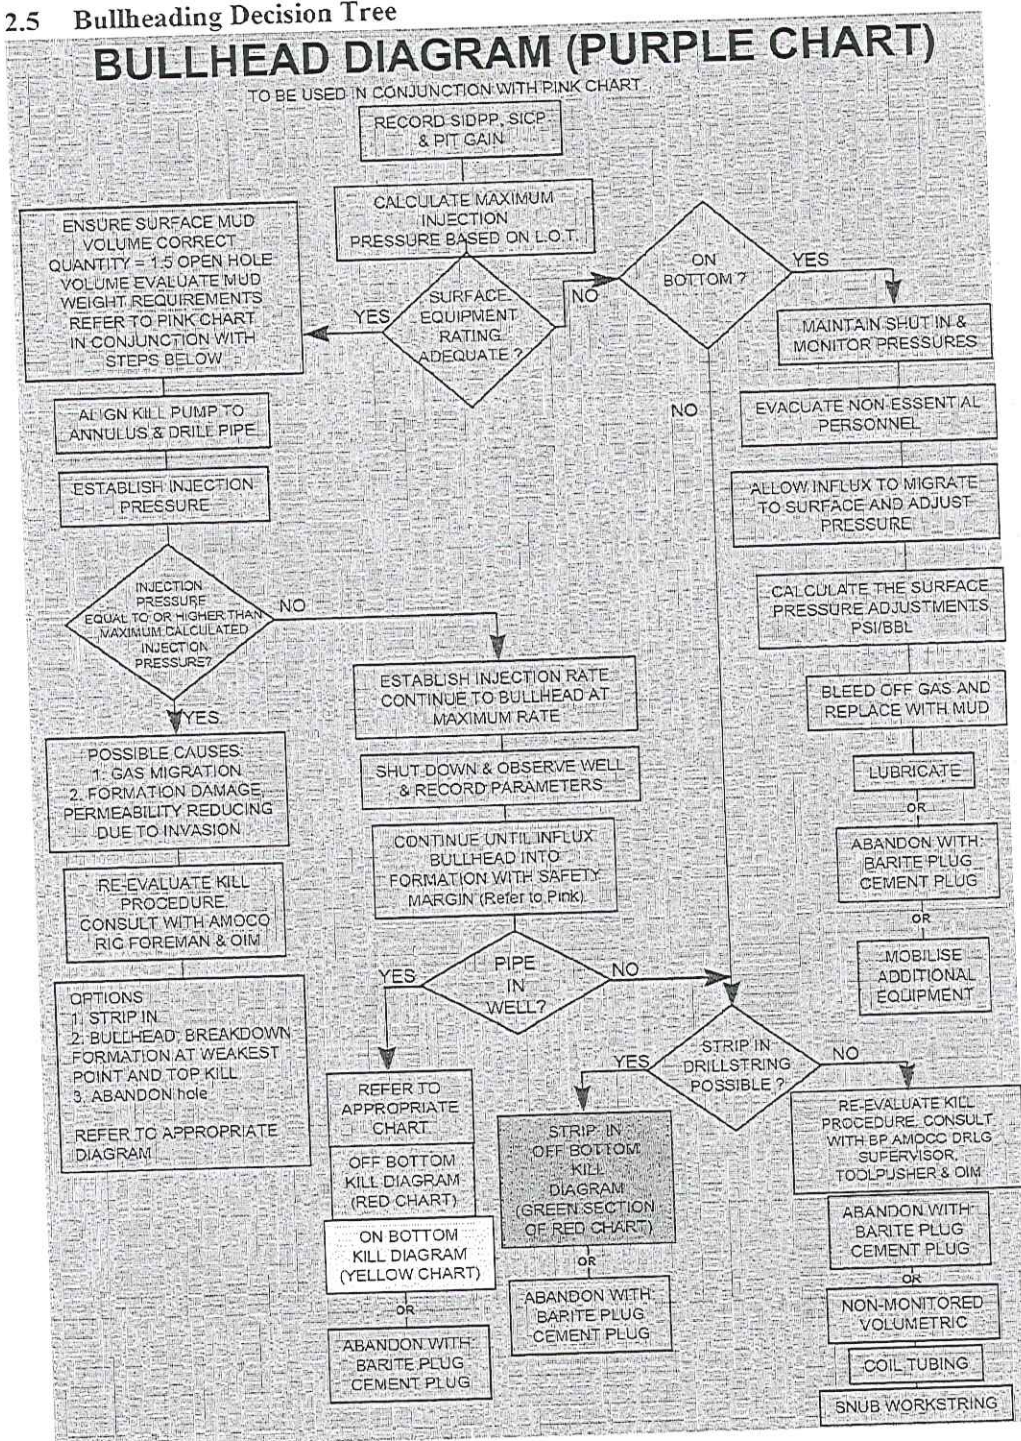 2.5 Bullheading Decision Tree
BULLHEAD DIAGRAM (PURPLE CHART)
TO BE USED IN CONJUNCTION WITH PINK CHART
RECORD SIDPP, SICP
& PIT GAIN
CALCULATE MAXIMUM
INJECTION
PRESSURE BASED ON L.O.T.
SURFACE
EQUIPMENT
RATING
ADEQUATE ?
YES
NO
ENSURE SURFACE MUD
VOLUME CORRECT
QUANTITY = 1.5 OPEN HOLE
VOLUME EVALUATE MUD
WEIGHT REQUIREMENTS
REFER TO PINK CHART
IN CONJUNCTION WITH
STEPS BELOW
ALIGN KILL PUMP TO
ANNULUS & DRILL PIPE
ESTABLISH INJECTION
PRESSURE
INJECTION
PRESSURE
EQUAL TO OR HIGHER THAN
MAXIMUM CALCULATED
INJECTION
PRESSURE?
NO
YES
POSSIBLE CAUSES:
1. GAS MIGRATION
2. FORMATION DAMAGE,
PERMEABILITY REDUCING
DUE TO INVASION
RE-EVALUATE KILL
PROCEDURE
CONSULT WITH AMOCO
RIG FOREMAN & OIM
OPTIONS
1. STRIP IN
2. BULLHEAD, BREAKDOWN
FORMATION AT WEAKEST
POINT AND TOP KILL
3. ABANDON hole
REFER TO APPROPRIATE
DIAGRAM
ESTABLISH INJECTION RATE
CONTINUE TO BULLHEAD AT
MAXIMUM RATE
SHUT DOWN & OBSERVE WELL
& RECORD PARAMETERS
CONTINUE UNTIL INFLUX
BULLHEAD INTO
FORMATION WITH SAFETY
MARGIN (Refer to Pink)
PIPE
IN
WELL?
YES
NO
REFER TO
APPROPRIATE
CHART
OFF BOTTOM
KILL DIAGRAM
(RED CHART)
ON BOTTOM
KILL DIAGRAM
(YELLOW CHART)
OR
ABANDON WITH:
BARITE PLUG
CEMENT PLUG
ON
BOTTOM ?
YES
NO
MAINTAIN SHUT IN &
MONITOR PRESSURES
EVACUATE NON-ESSENTIAL
PERSONNEL
ALLOW INFLUX TO MIGRATE
TO SURFACE AND ADJUST
PRESSURE
CALCULATE THE SURFACE
PRESSURE ADJUSTMENTS
PSI/BBL
BLEED OFF GAS AND
REPLACE WITH MUD
LUBRICATE
OR
ABANDON WITH:
BARITE PLUG
CEMENT PLUG
OR
MOBILISE
ADDITIONAL
EQUIPMENT
STRIP IN
DRILLSTRING
POSSIBLE ?
YES
NO
STRIP IN
OFF BOTTOM
KILL
DIAGRAM
(GREEN SECTION
OF RED CHART)
OR
ABANDON WITH:
BARITE PLUG
CEMENT PLUG
RE-EVALUATE KILL
PROCEDURE, CONSULT
WITH BP AMOCC DRLG
SUPERVISOR,
TOOLPUSHER & OIM
ABANDON WITH:
BARITE PLUG
CEMENT PLUG
OR
NON-MONITORED
VOLUMETRIC
COIL TUBING
SNUB WORKSTRING